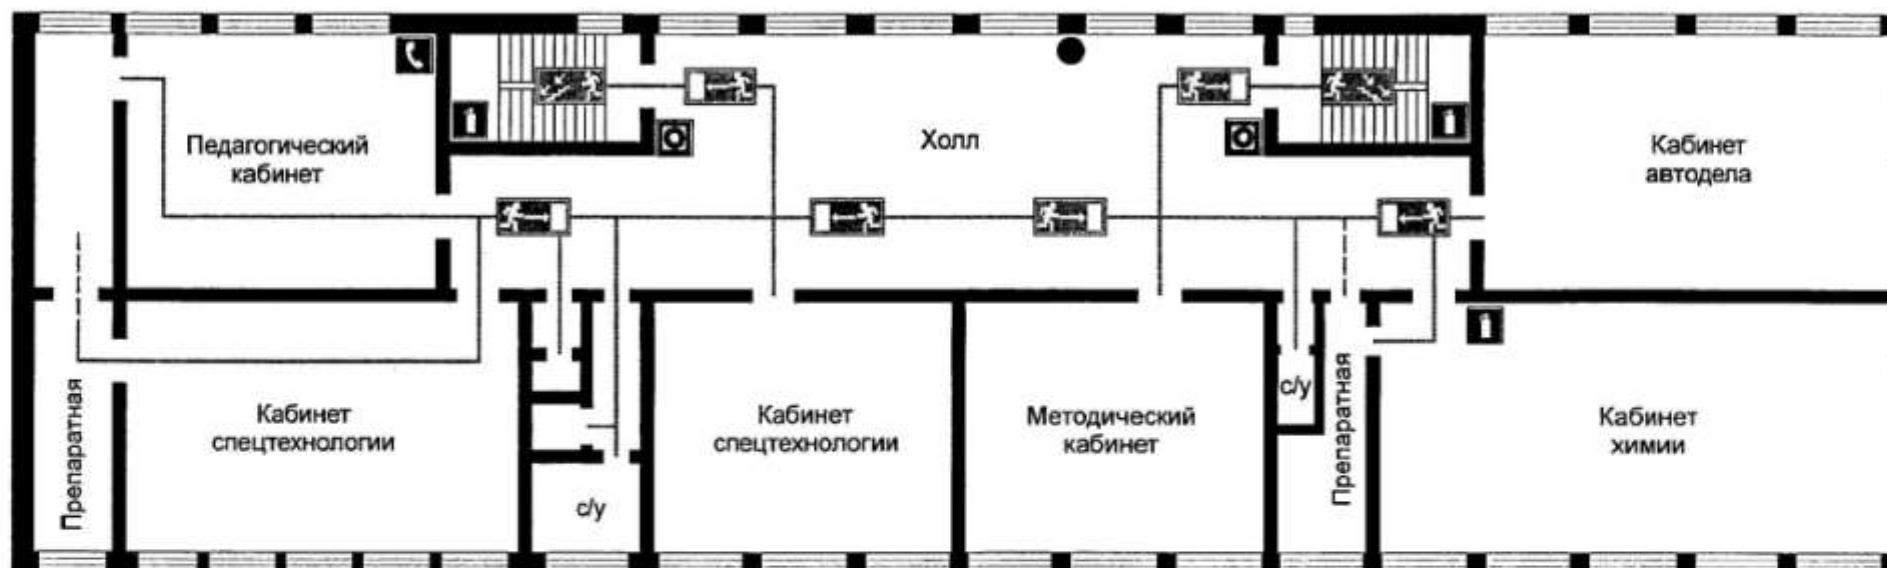 Педагогический
кабинет
Холл
Кабинет
автодела
Препаратная
Кабинет
спецтехнологии
с/у
Кабинет
спецтехнологии
Методический
кабинет
с/у
Препаратная
Кабинет
химии